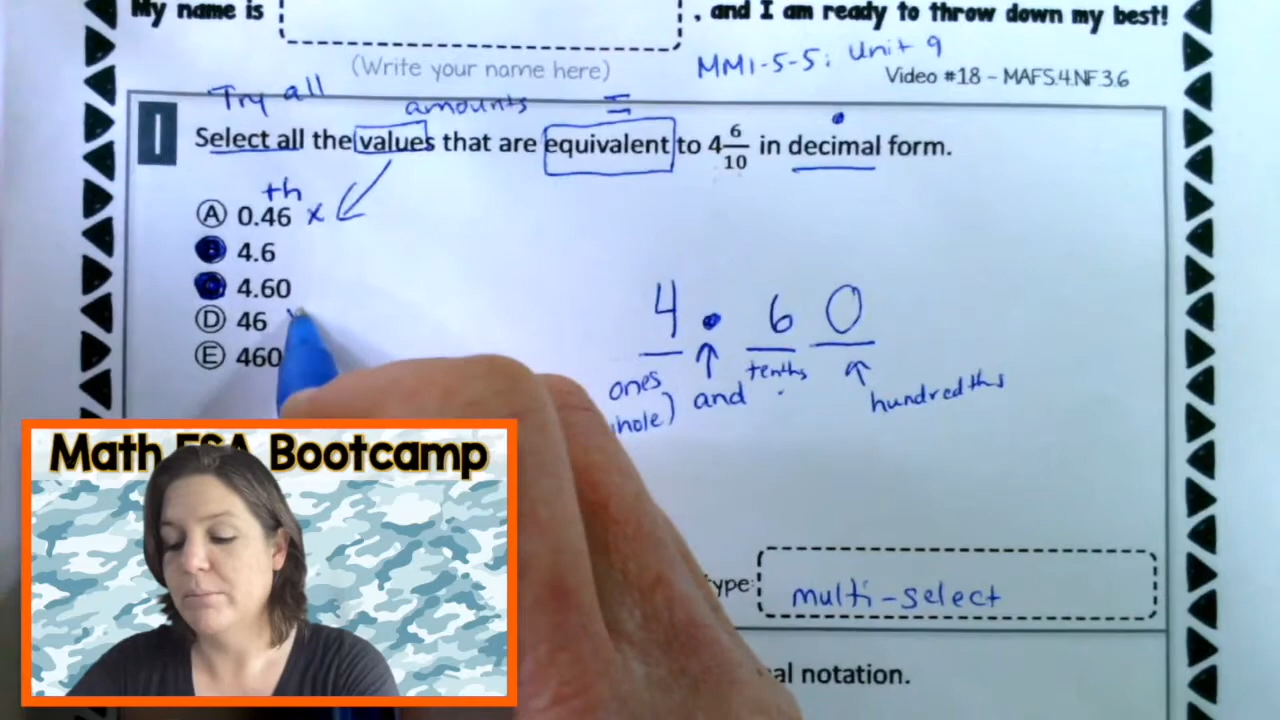 My name is , and I am ready to throw down my best!
(Write your name here)
MM1-5-5: Unit 9
Video #18 – MAFS.4.NF.3.6
Try all amounts =
1 Select all the values that are equivalent to 4 6/10 in decimal form.
th
A 0.46 x
B 4.6
4.60
D 46
E 460
4 . 6 0
ones and tenths hundredths
hole)
ype: multi-select
al notation.
Math FSA Bootcamp